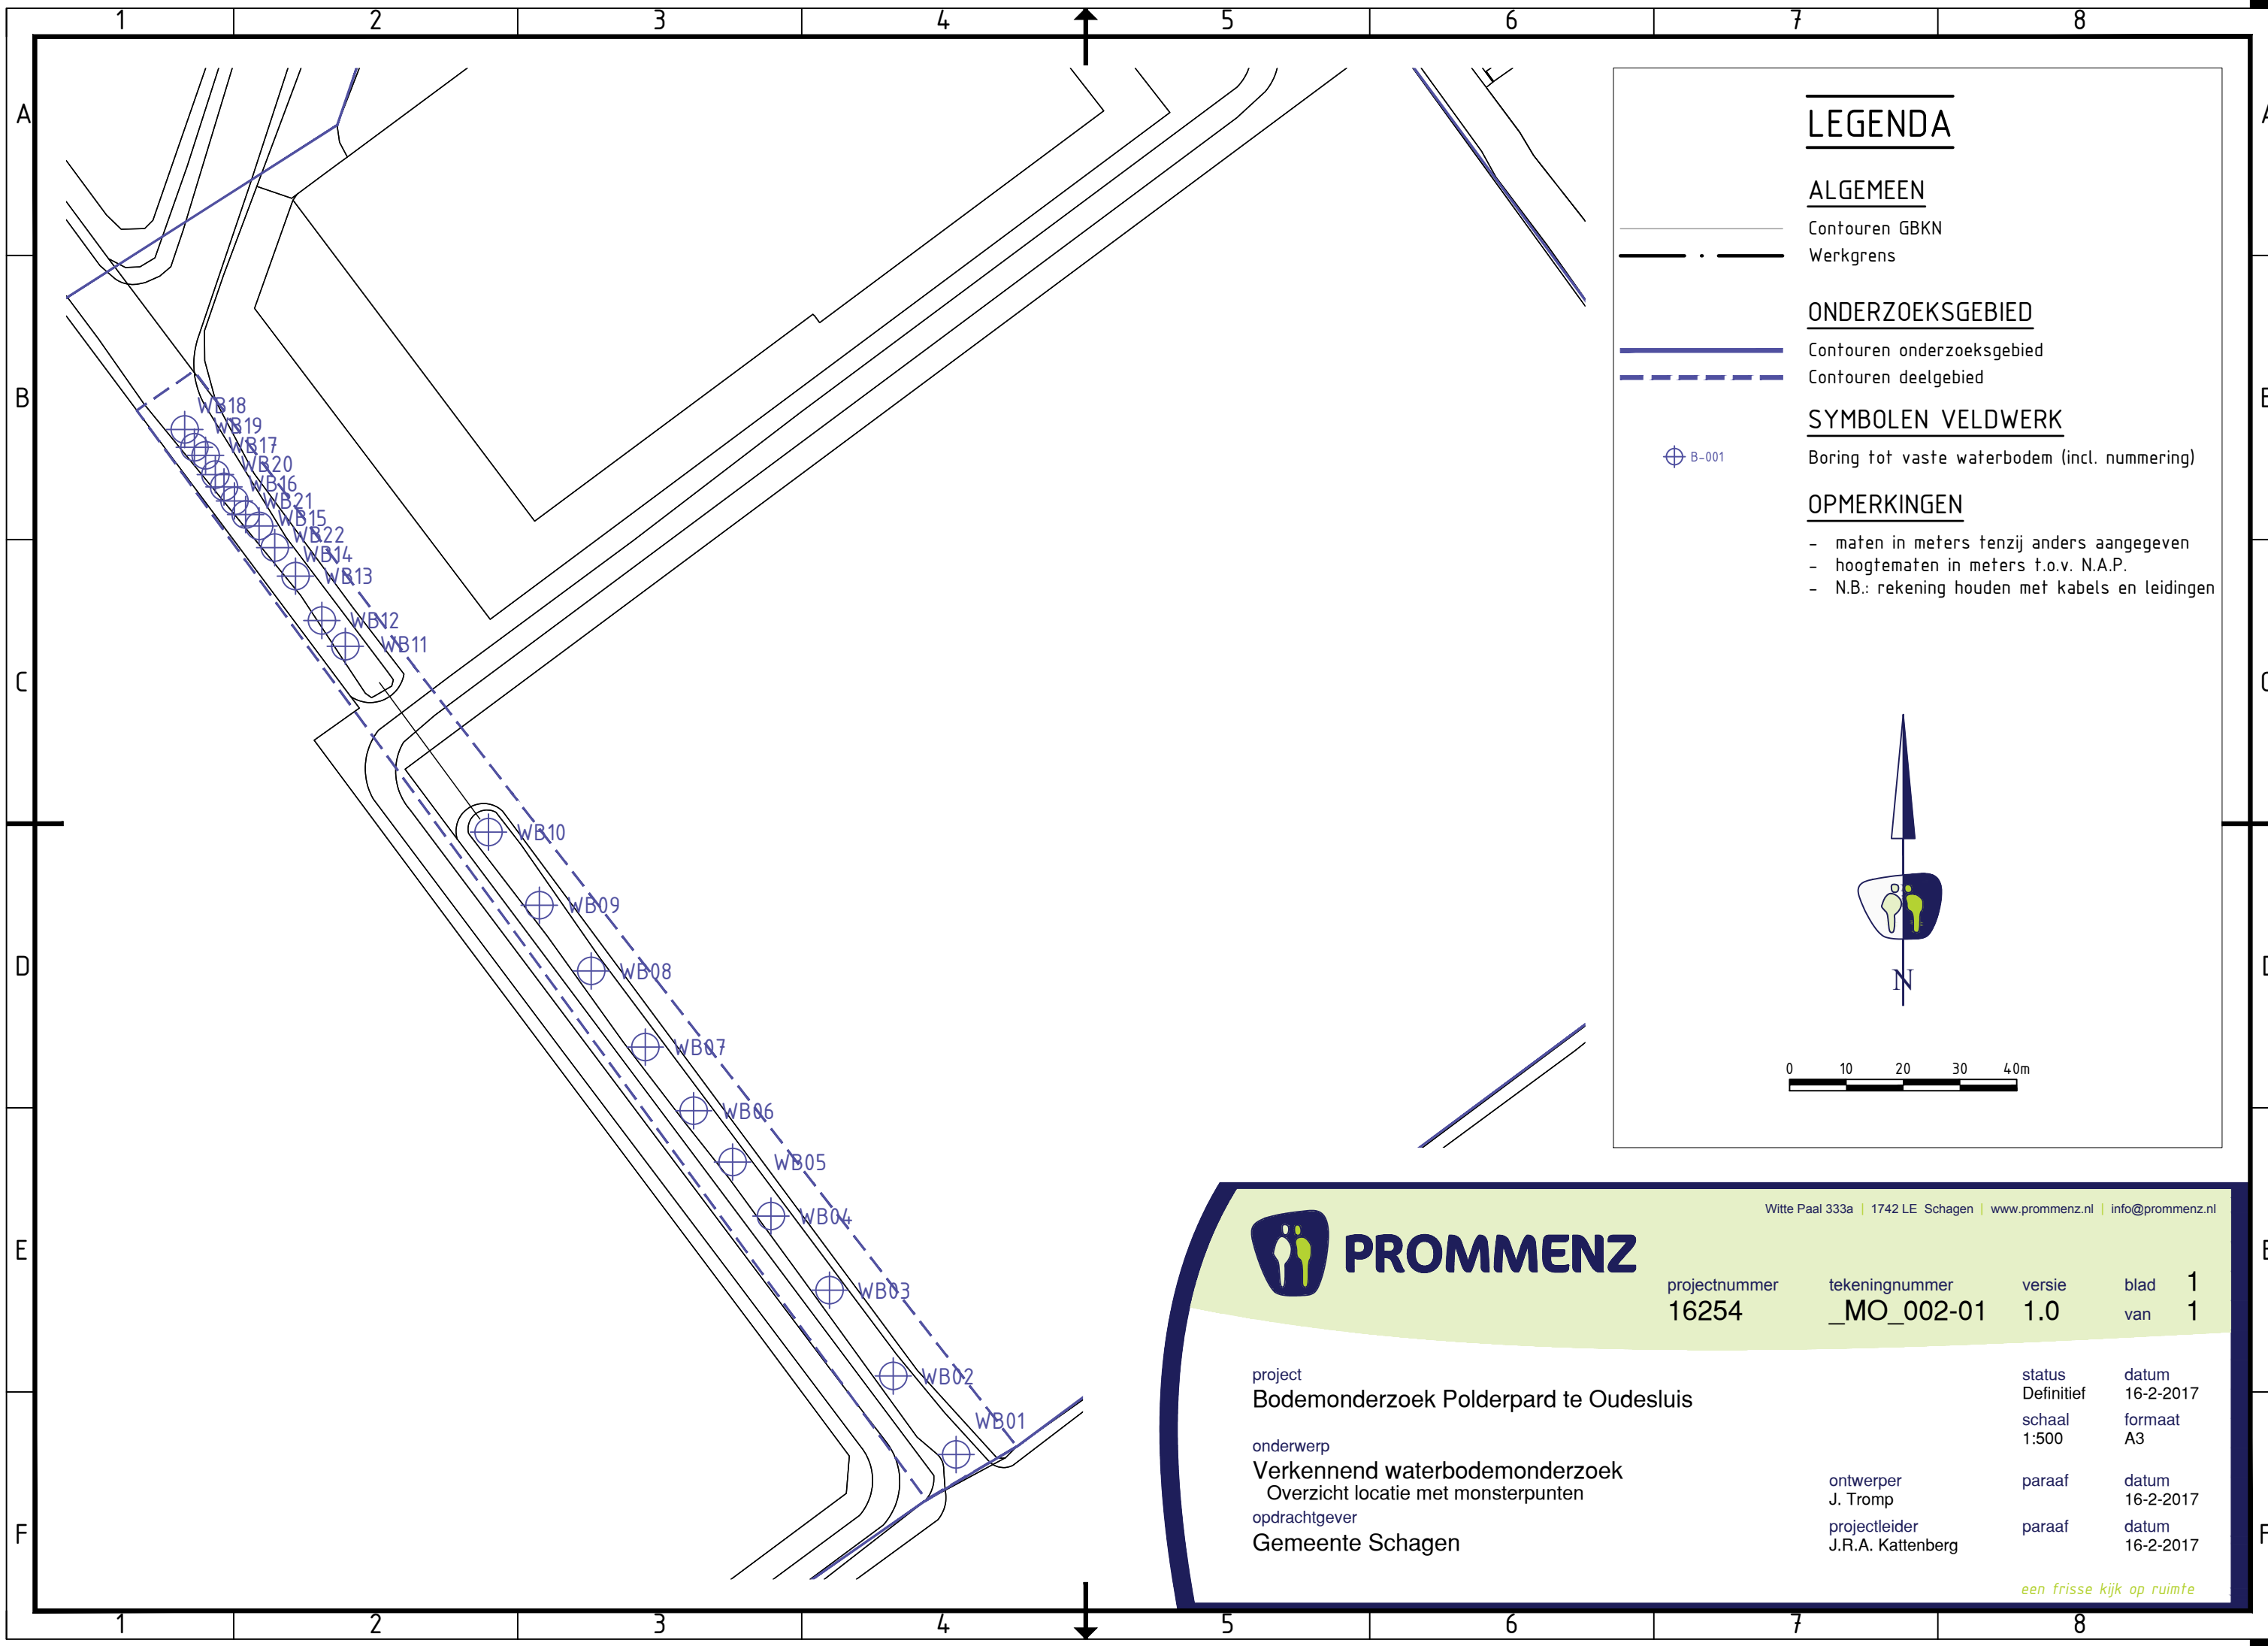 1 2 3 4 5 6 7 8
A
B
C
D
E
F
WB18
WB19
WB17
WB20
WB16
WB21
WB15
WB22
WB14
WB13
WB12
WB11
WB10
WB09
WB08
WB07
WB06
WB05
WB04
WB03
WB02
WB01
LEGENDA
ALGEMEEN
Contouren GBKN
Werkgrens
ONDERZOEKSGEBIED
Contouren onderzoeksgebied
Contouren deelgebied
SYMBOLEN VELDWERK
B-001 Boring tot vaste waterbodem (incl. nummering)
OPMERKINGEN
- maten in meters tenzij anders aangegeven
- hoogtematen in meters t.o.v. N.A.P.
- N.B.: rekening houden met kabels en leidingen
N
0 10 20 30 40m
Witte Paal 333a | 1742 LE Schagen | www.prommenz.nl | info@prommenz.nl
PROMMENZ
projectnummer tekeningnummer versie blad 1
16254 _MO_002-01 1.0 van 1
project status datum
Bodemonderzoek Polderpard te Oudesluis Definitief 16-2-2017
schaal formaat
1:500 A3
onderwerp
Verkennend waterbodemonderzoek
Overzicht locatie met monsterpunten
ontwerper paraaf datum
J. Tromp 16-2-2017
opdrachtgever
Gemeente Schagen
projectleider paraaf datum
J.R.A. Kattenberg 16-2-2017
een frisse kijk op ruimte
1 2 3 4 5 6 7 8